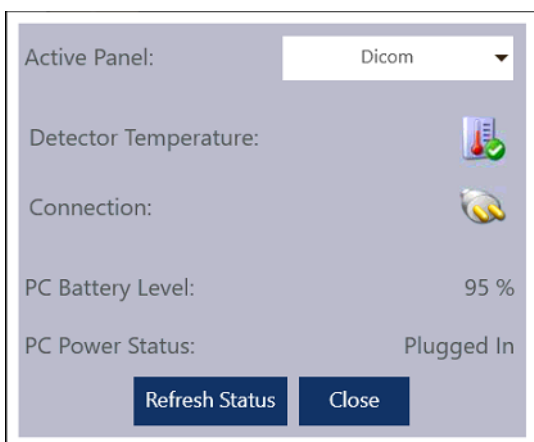 Active Panel: Dicom
Detector Temperature:
Connection:
PC Battery Level: 95 %
PC Power Status: Plugged In
Refresh Status Close